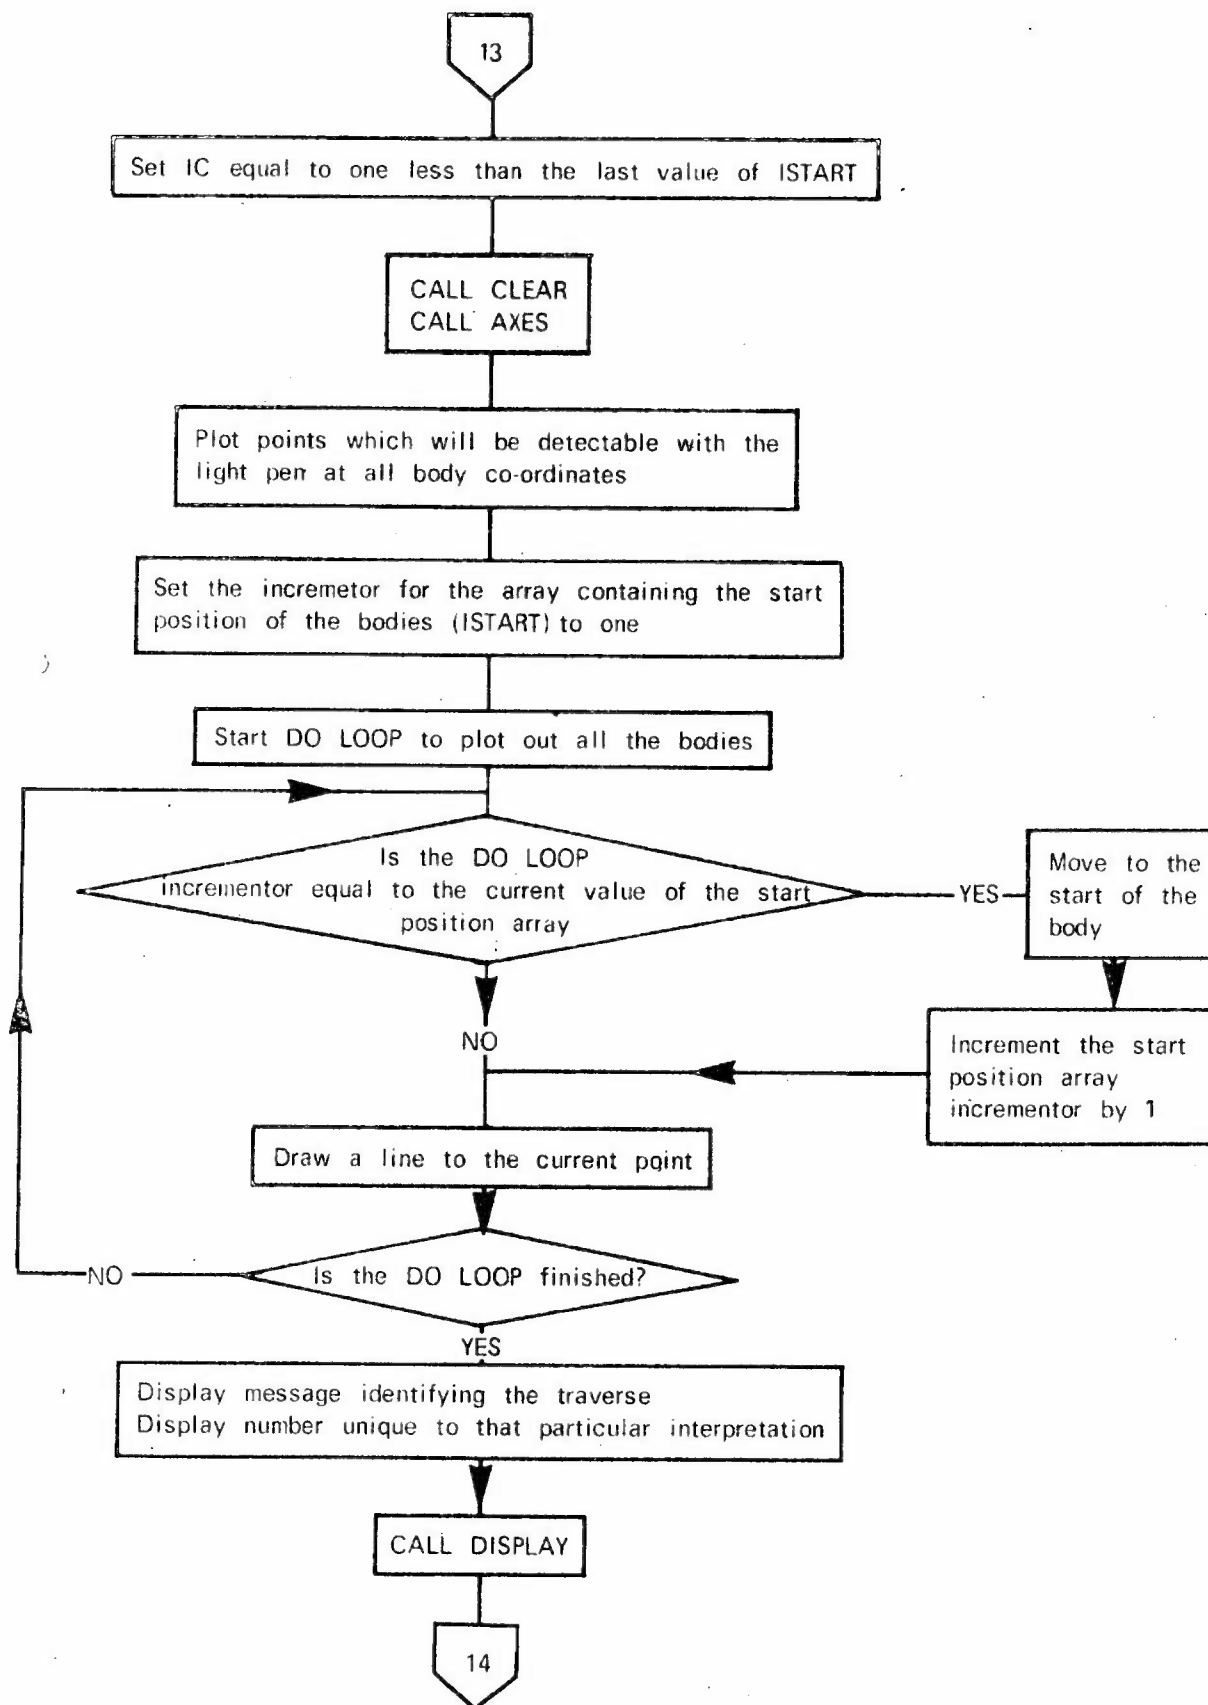 13
Set IC equal to one less than the last value of ISTART
CALL CLEAR
CALL AXES
Plot points which will be detectable with the
light pen at all body co-ordinates
Set the incremetor for the array containing the start
position of the bodies (ISTART) to one
Start DO LOOP to plot out all the bodies
Is the DO LOOP
incrementor equal to the current value of the start
position array
YES
Move to the
start of the
body
NO
Increment the start
position array
incrementor by 1
Draw a line to the current point
Is the DO LOOP finished?
NO
YES
Display message identifying the traverse
Display number unique to that particular interpretation
CALL DISPLAY
14